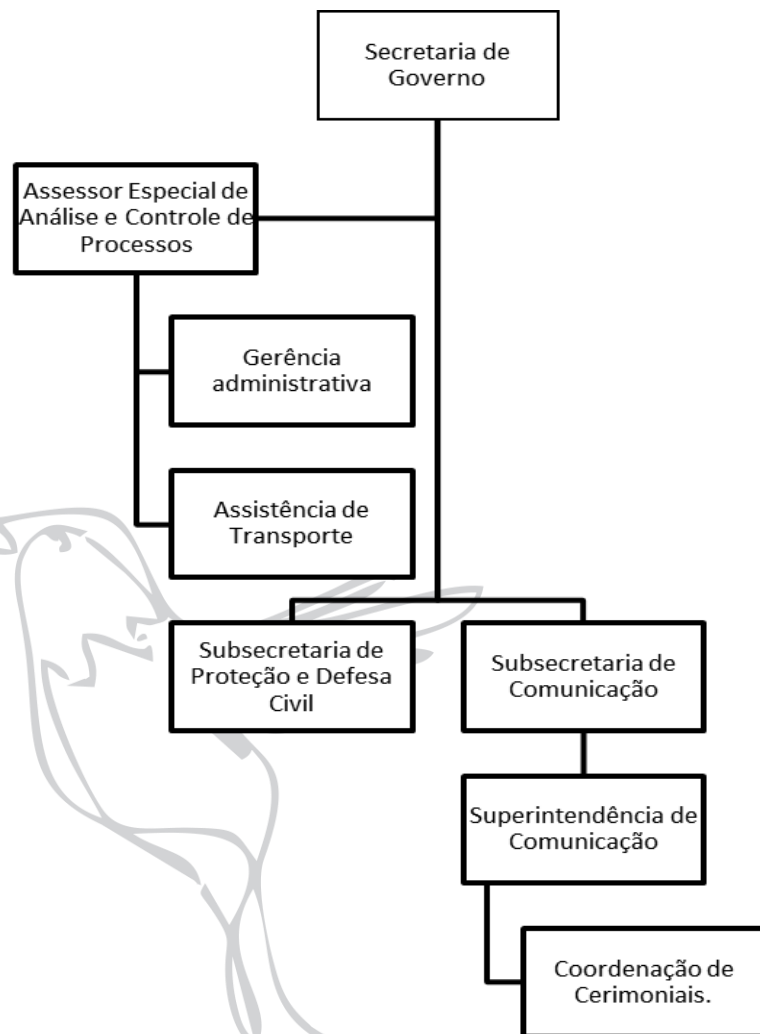 Secretaria de
Governo
Assessor Especial de
Análise e Controle de
Processos
Gerência
administrativa
Assistência de
Transporte
Subsecretaria de
Proteção e Defesa
Civil
Subsecretaria de
Comunicação
Superintendência de
Comunicação
Coordenação de
Cerimoniais.